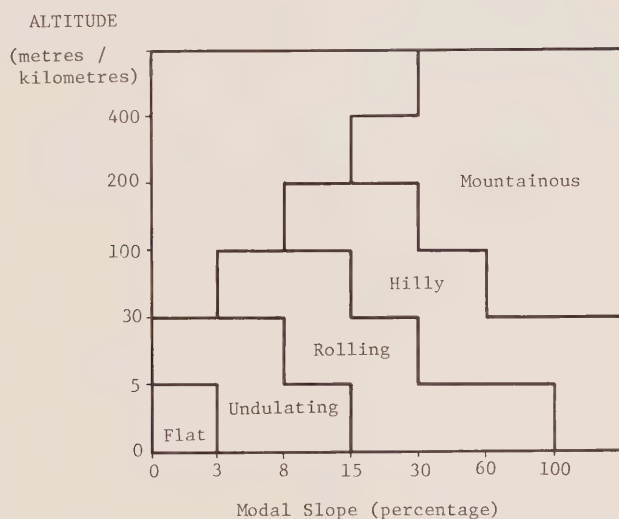 ALTITUDE
(metres /
kilometres)
400
200
100
30
5
0
Mountainous
Hilly
Rolling
Undulating
Flat
0 3 8 15 30 60 100
Modal Slope (percentage)